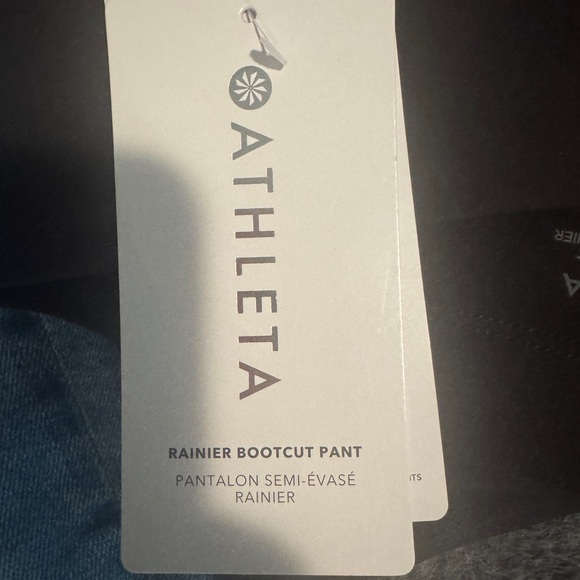 ATHLETA
RAINIER BOOTCUT PANT
PANTALON SEMI-ÉVASÉ
RAINIER